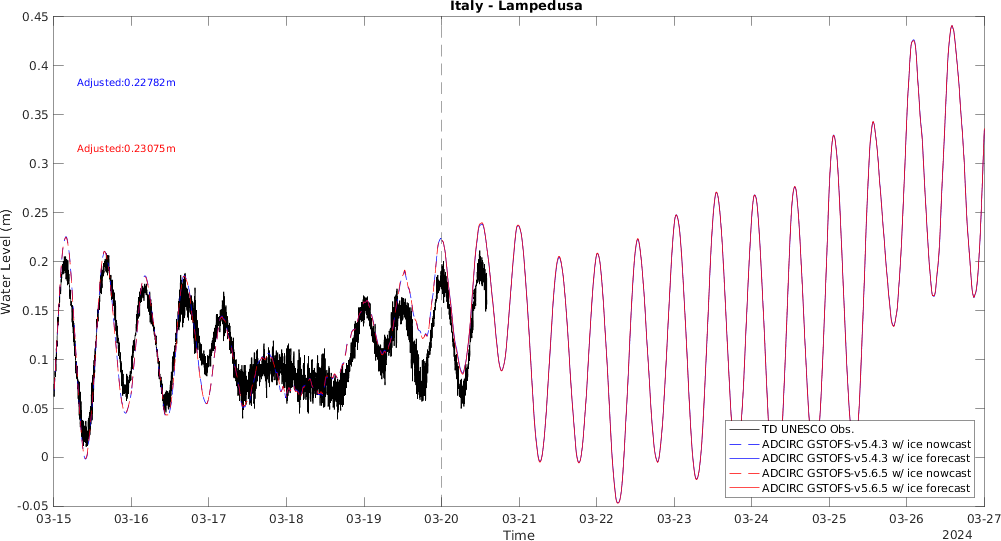 Italy - Lampedusa
0.45
0.4
0.35
0.3
0.25
0.2
0.15
0.1
0.05
0
-0.05
Water Level (m)
Adjusted:0.22782m
Adjusted:0.23075m
TD UNESCO Obs.
ADCIRC GSTOFS-v5.4.3 w/ ice nowcast
ADCIRC GSTOFS-v5.4.3 w/ ice forecast
ADCIRC GSTOFS-v5.6.5 w/ ice nowcast
ADCIRC GSTOFS-v5.6.5 w/ ice forecast
03-15 03-16 03-17 03-18 03-19 03-20 03-21 03-22 03-23 03-24 03-25 03-26 03-27
Time
2024